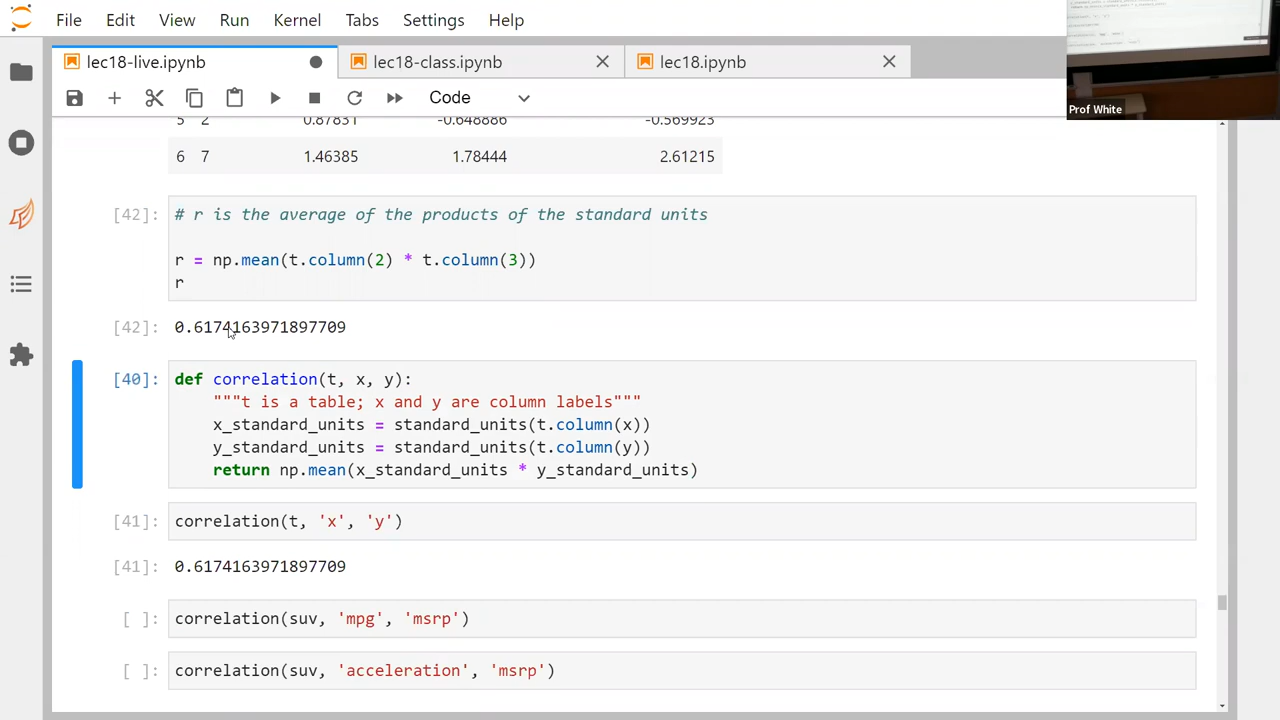 File Edit View Run Kernel Tabs Settings Help
lec18-live.ipynb
lec18-class.ipynb
lec18.ipynb
Code
Prof White
5 2 0.87831 -0.648886 -0.569923
6 7 1.46385 1.78444 2.61215
[42]: # r is the average of the products of the standard units
r = np.mean(t.column(2) * t.column(3))
r
[42]: 0.6174163971897709
[40]: def correlation(t, x, y):
"""t is a table; x and y are column labels"""
x_standard_units = standard_units(t.column(x))
y_standard_units = standard_units(t.column(y))
return np.mean(x_standard_units * y_standard_units)
[41]: correlation(t, 'x', 'y')
[41]: 0.6174163971897709
[ ]: correlation(suv, 'mpg', 'msrp')
[ ]: correlation(suv, 'acceleration', 'msrp')